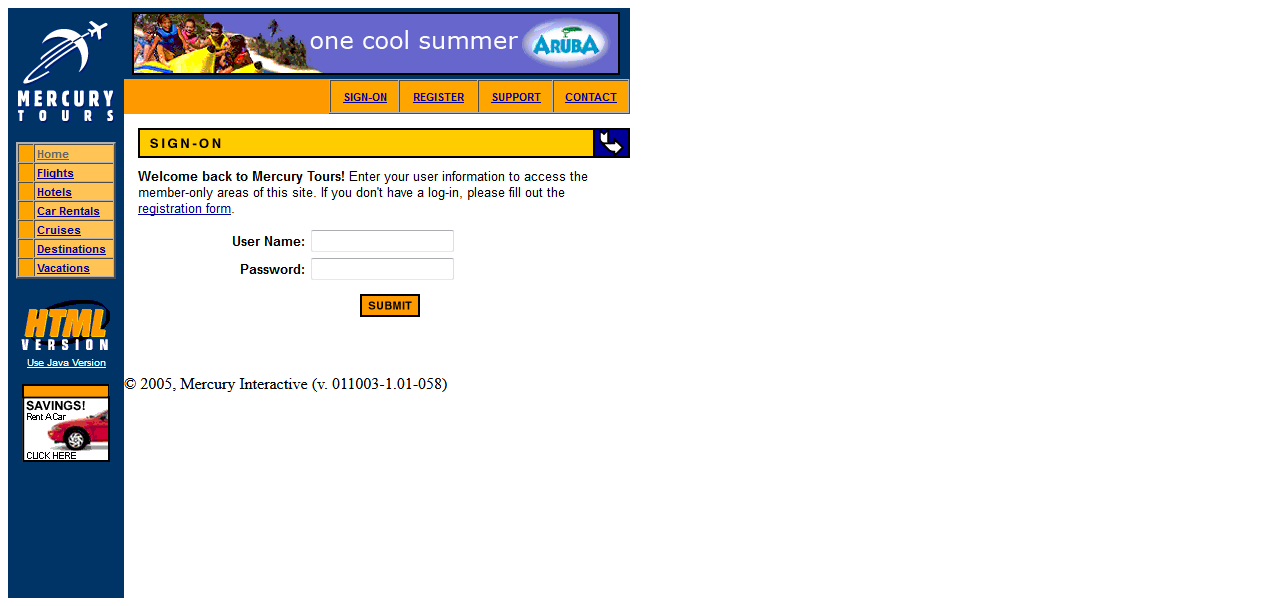 one cool summer ARUBA
MERCURY
TOURS
SIGN-ON REGISTER SUPPORT CONTACT
SIGN-ON
Home
Flights
Hotels
Car Rentals
Cruises
Destinations
Vacations
Welcome back to Mercury Tours! Enter your user information to access the
member-only areas of this site. If you don't have a log-in, please fill out the
registration form.
User Name:
Password:
SUBMIT
HTML
VERSION
Use Java Version
© 2005, Mercury Interactive (v. 011003-1.01-058)
SAVINGS!
Rent A Car
CLICK HERE